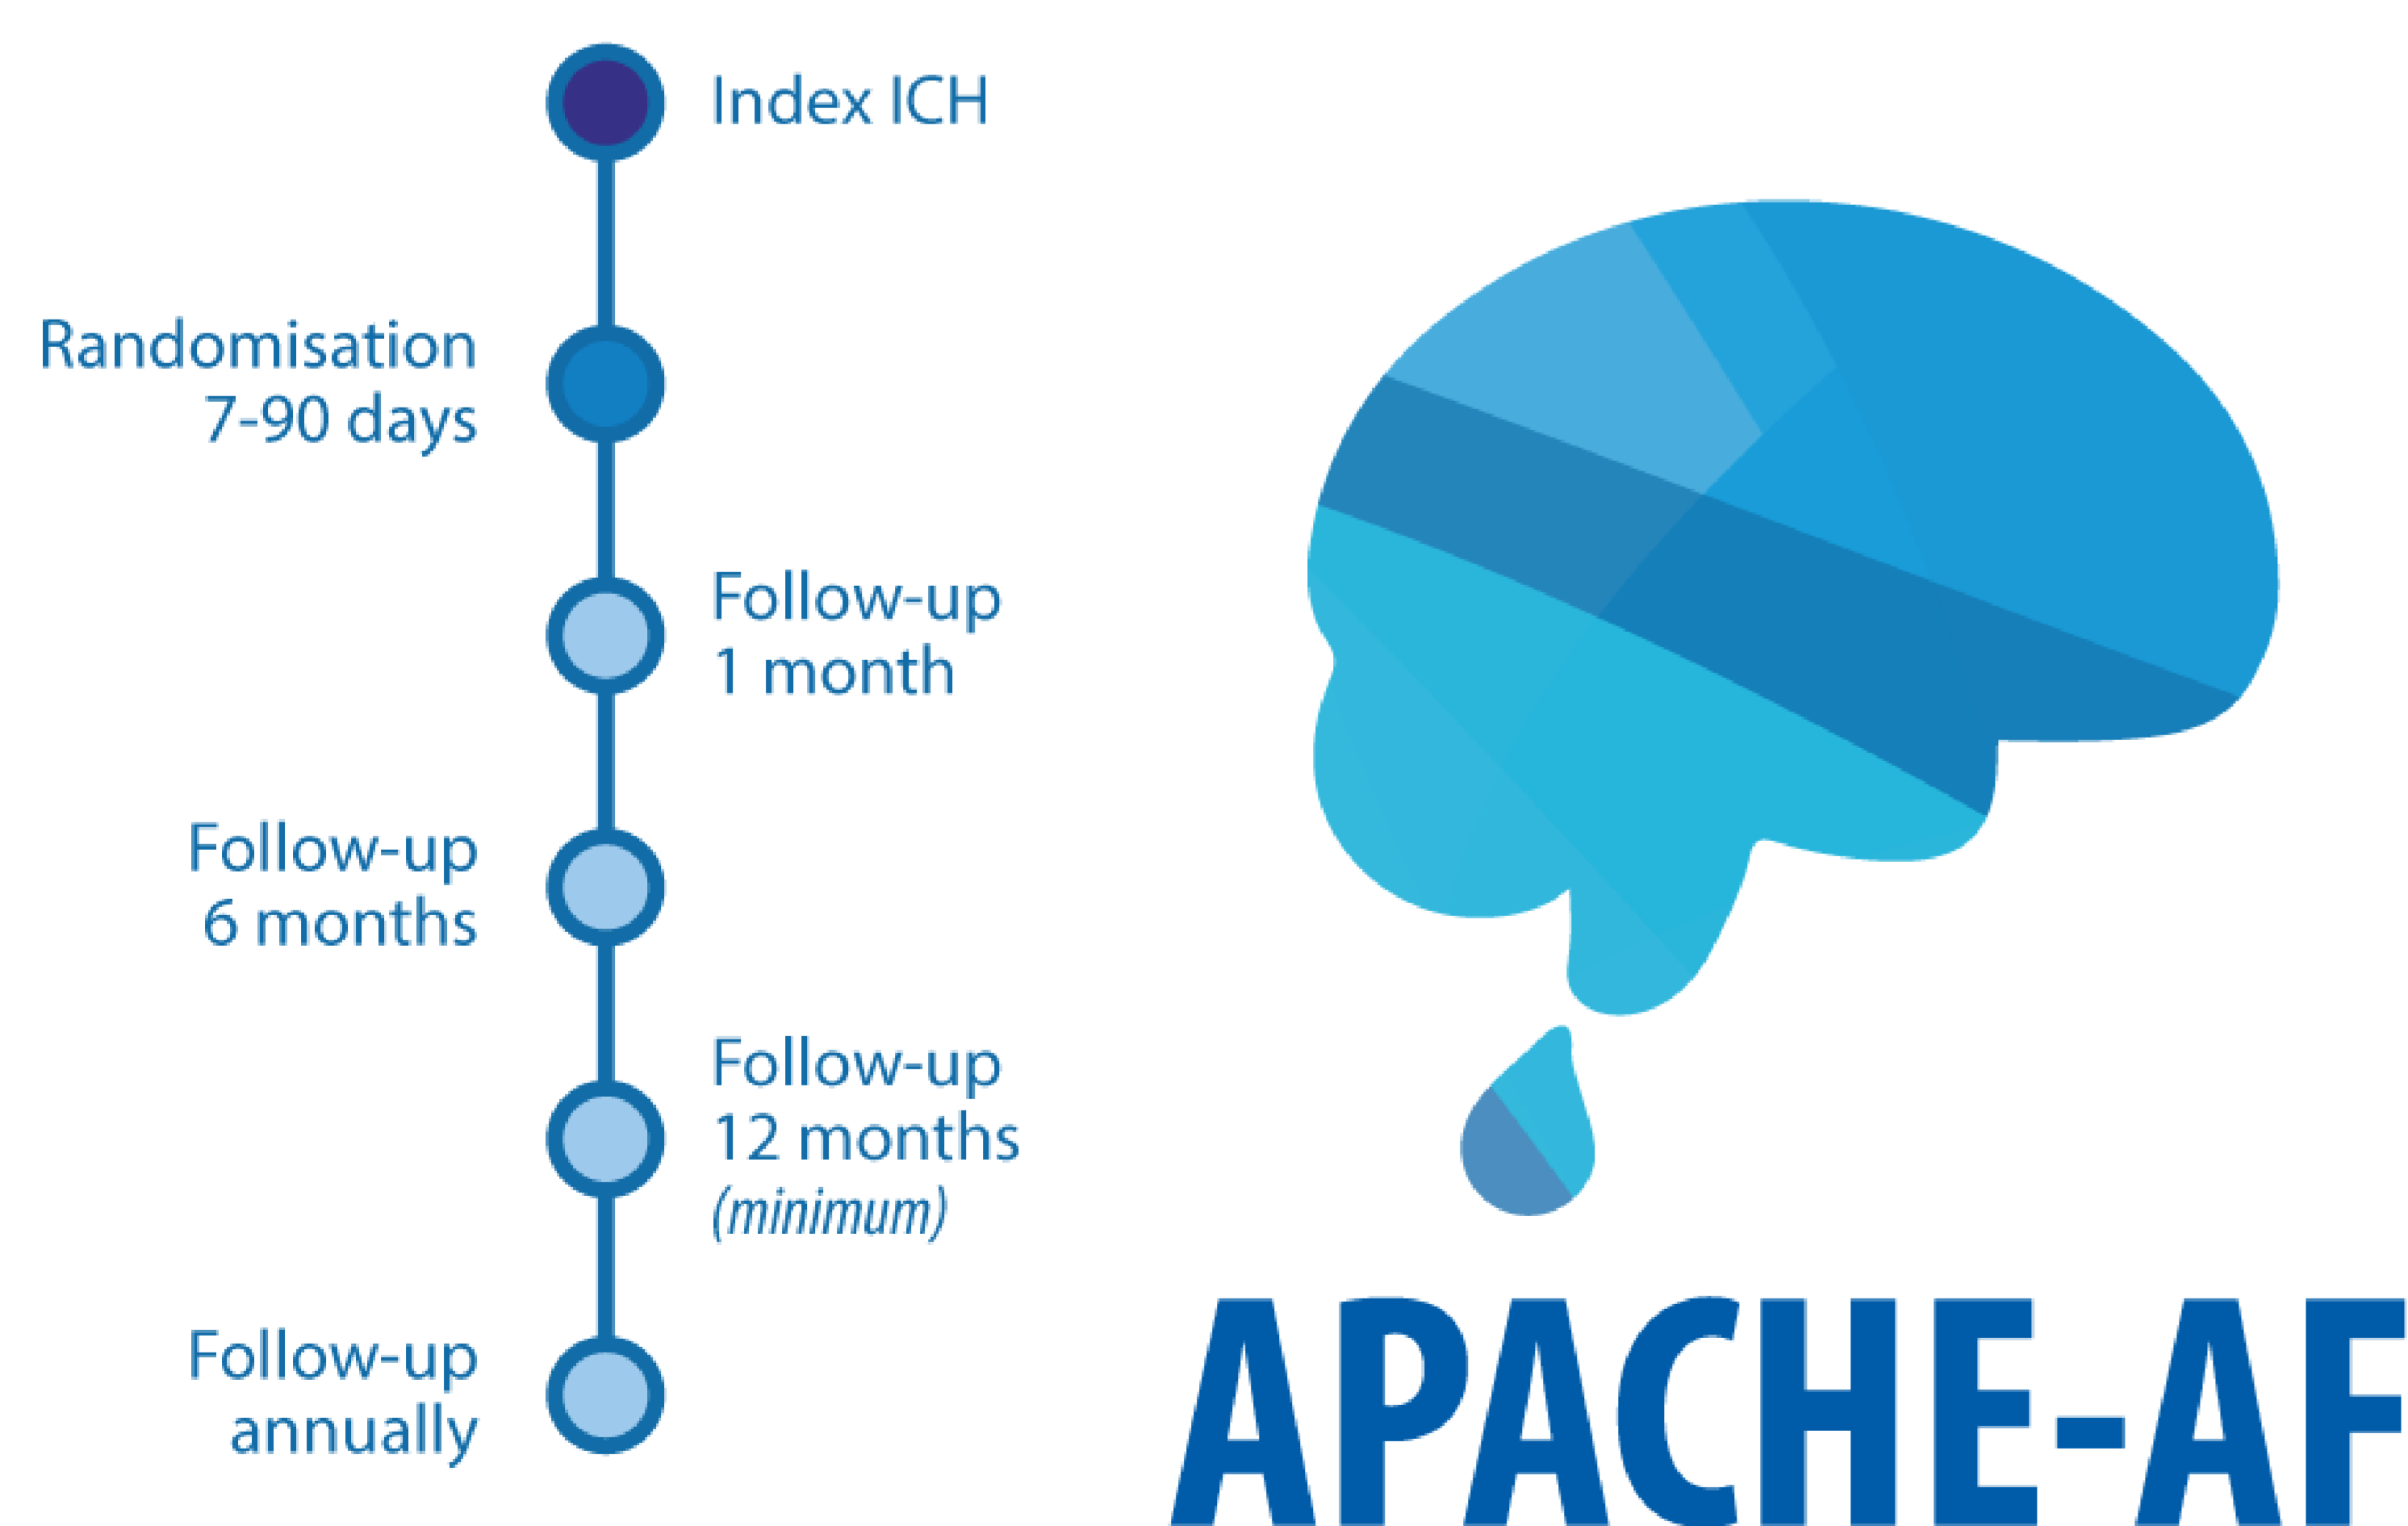 Index ICH
Randomisation
7-90 days
Follow-up
1 month
Follow-up
6 months
Follow-up
12 months
(minimum)
Follow-up
annually
APACHE-AF